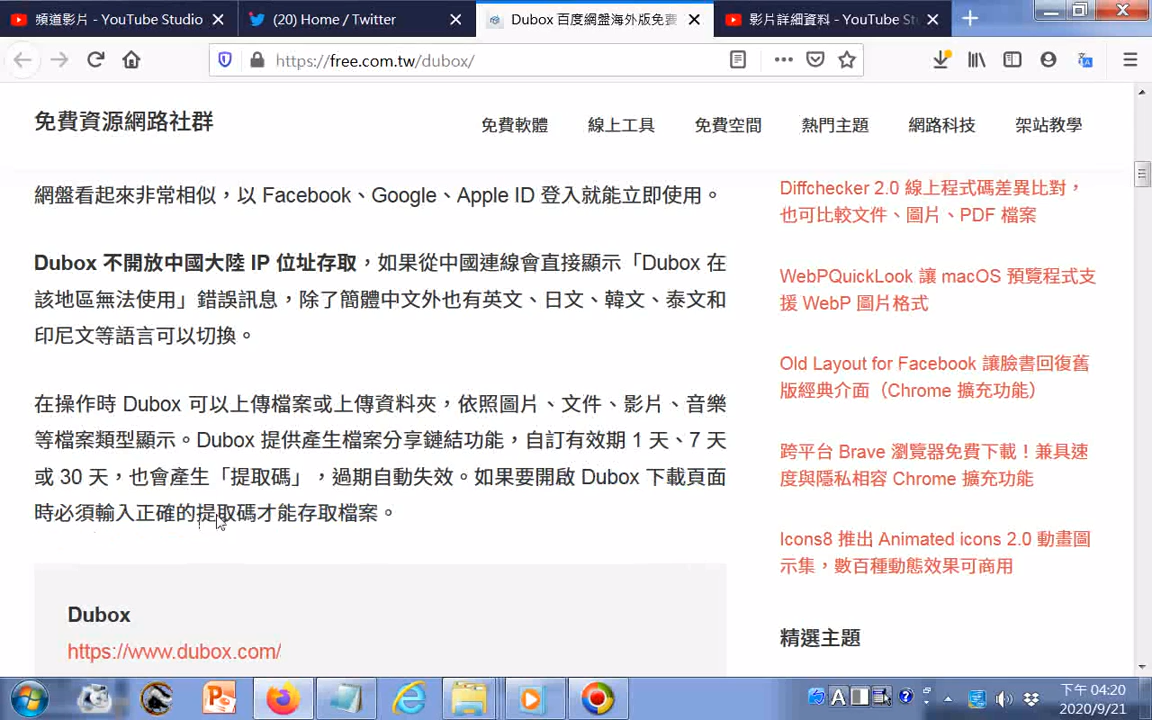 頻道影片 - YouTube Studio
(20) Home / Twitter
Dubox 百度網盤海外版免費
影片詳細資料 - YouTube St
https://free.com.tw/dubox/
免費資源網路社群
免費軟體
線上工具
免費空間
熱門主題
網路科技
架站教學
網盤看起來非常相似，以 Facebook、Google、Apple ID 登入就能立即使用。
Dubox 不開放中國大陸 IP 位址存取，如果從中國連線會直接顯示「Dubox 在
該地區無法使用」錯誤訊息，除了簡體中文外也有英文、日文、韓文、泰文和
印尼文等語言可以切換。
在操作時 Dubox 可以上傳檔案或上傳資料夾，依照圖片、文件、影片、音樂
等檔案類型顯示。Dubox 提供產生檔案分享鏈結功能，自訂有效期 1 天、7 天
或 30 天，也會產生「提取碼」，過期自動失效。如果要開啟 Dubox 下載頁面
時必須輸入正確的提取碼才能存取檔案。
Dubox
https://www.dubox.com/
Diffchecker 2.0 線上程式碼差異比對，
也可比較文件、圖片、PDF 檔案
WebPQuickLook 讓 macOS 預覽程式支
援 WebP 圖片格式
Old Layout for Facebook 讓臉書回復舊
版經典介面（Chrome 擴充功能）
跨平台 Brave 瀏覽器免費下載！兼具速
度與隱私相容 Chrome 擴充功能
Icons8 推出 Animated icons 2.0 動畫圖
示集，數百種動態效果可商用
精選主題
A
下午 04:20
2020/9/21